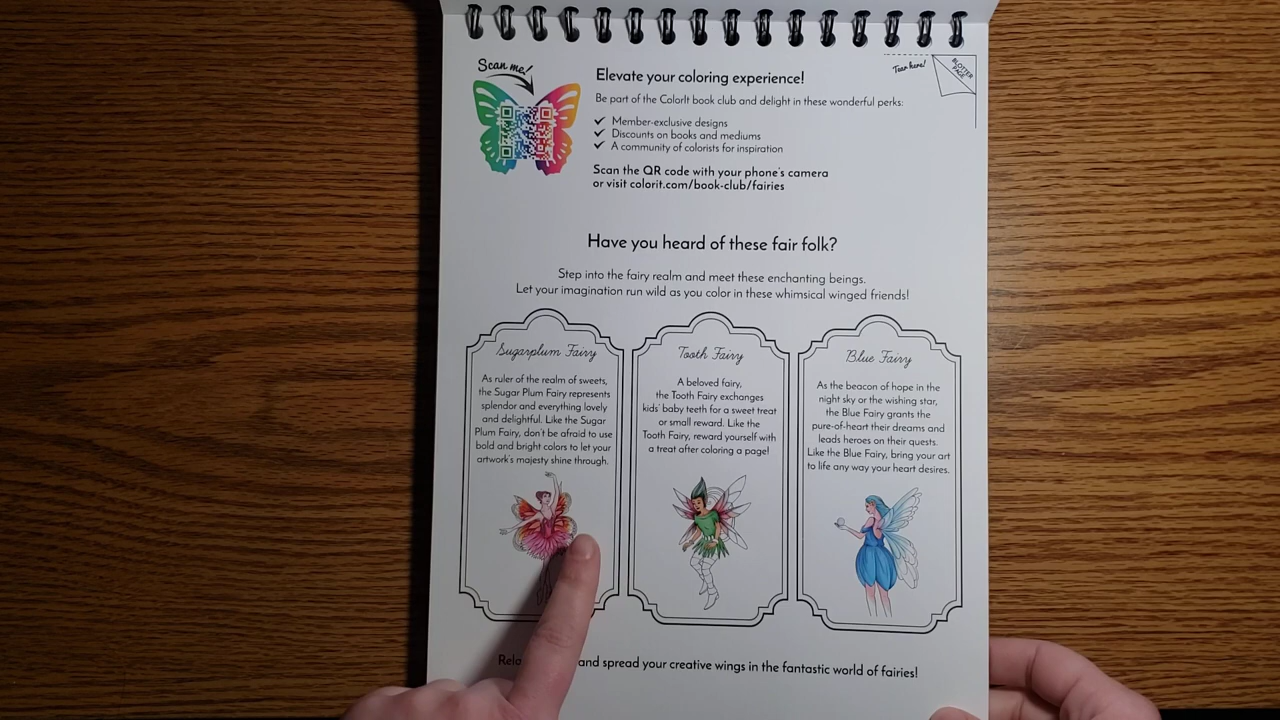 Scan me!
Elevate your coloring experience!
Tear here!
BLOTTER
PAGE
Be part of the ColorIt book club and delight in these wonderful perks:
✓ Member-exclusive designs
✓ Discounts on books and mediums
✓ A community of colorists for inspiration
Scan the QR code with your phone's camera
or visit colorit.com/book-club/fairies
Have you heard of these fair folk?
Step into the fairy realm and meet these enchanting beings.
Let your imagination run wild as you color in these whimsical winged friends!
Sugarplum Fairy
As ruler of the realm of sweets,
the Sugar Plum Fairy represents
splendor and everything lovely
and delightful. Like the Sugar
Plum Fairy, don't be afraid to use
bold and bright colors to let your
artwork's majesty shine through.
Tooth Fairy
A beloved fairy,
the Tooth Fairy exchanges
kids' baby teeth for a sweet treat
or small reward. Like the
Tooth Fairy, reward yourself with
a treat after coloring a page!
Blue Fairy
As the beacon of hope in the
night sky or the wishing star,
the Blue Fairy grants the
pure-of-heart their dreams and
leads heroes on their quests.
Like the Blue Fairy, bring your art
to life any way your heart desires.
and spread your creative wings in the fantastic world of fairies!